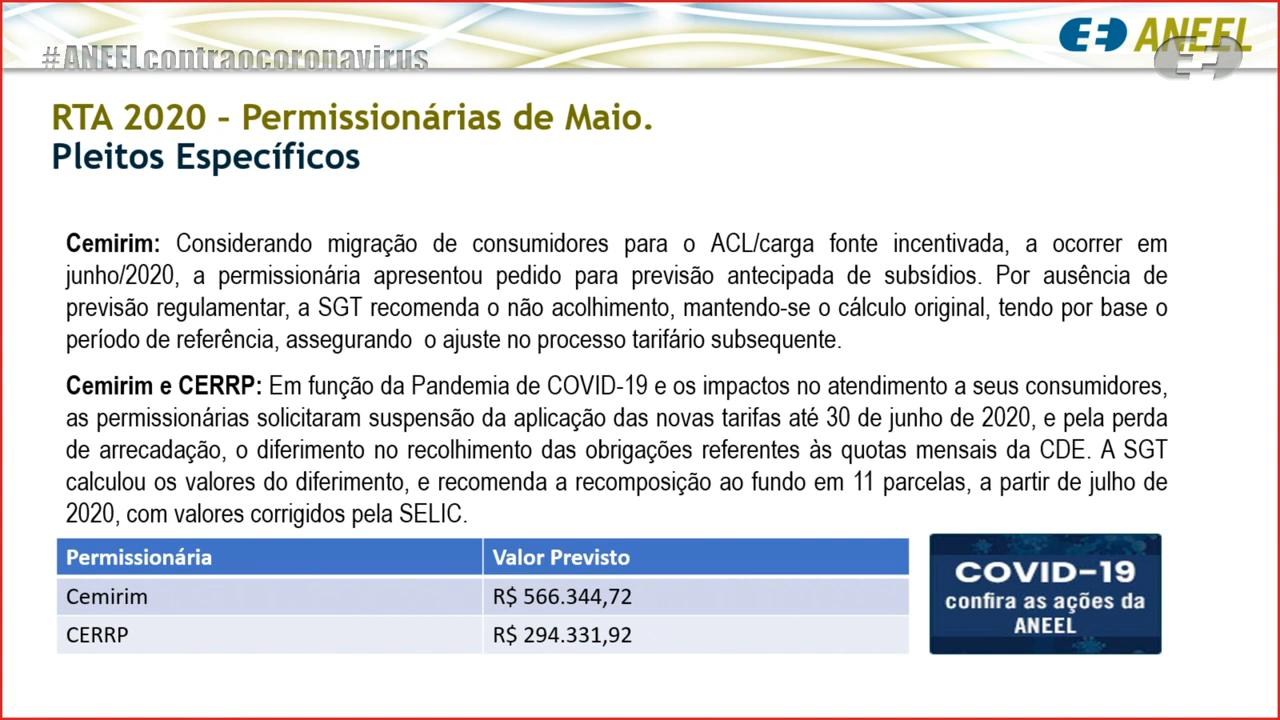 #ANEELcontraocoronavirus
ANEEL
RTA 2020 – Permissionárias de Maio.
Pleitos Específicos
Cemirim: Considerando migração de consumidores para o ACL/carga fonte incentivada, a ocorrer em
junho/2020, a permissionária apresentou pedido para previsão antecipada de subsídios. Por ausência de
previsão regulamentar, a SGT recomenda o não acolhimento, mantendo-se o cálculo original, tendo por base o
período de referência, assegurando o ajuste no processo tarifário subsequente.
Cemirim e CERRP: Em função da Pandemia de COVID-19 e os impactos no atendimento a seus consumidores,
as permissionárias solicitaram suspensão da aplicação das novas tarifas até 30 de junho de 2020, e pela perda
de arrecadação, o diferimento no recolhimento das obrigações referentes às quotas mensais da CDE. A SGT
calculou os valores do diferimento, e recomenda a recomposição ao fundo em 11 parcelas, a partir de julho de
2020, com valores corrigidos pela SELIC.
Permissionária Valor Previsto
Cemirim R$ 566.344,72
CERRP R$ 294.331,92
COVID-19
confira as ações da
ANEEL